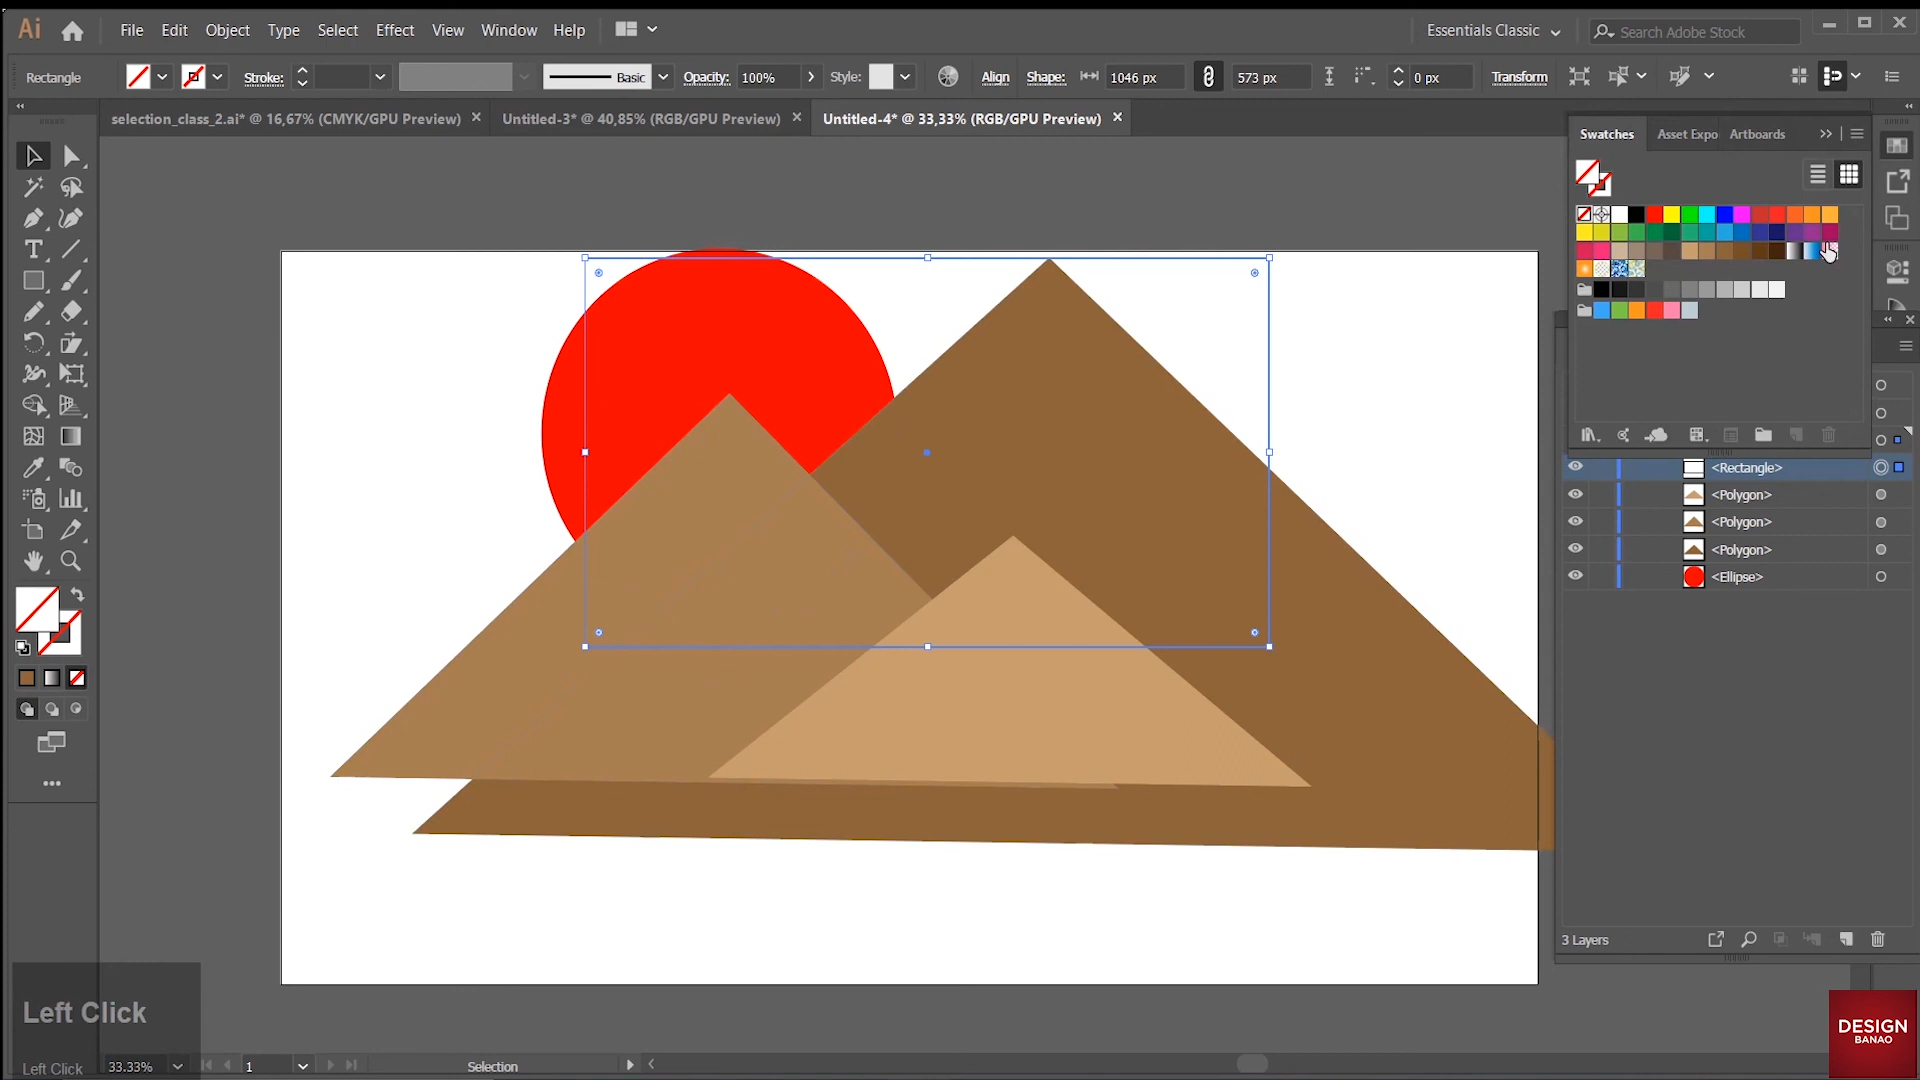 Ai File Edit Object Type Select Effect View Window Help Essentials Classic Search Adobe Stock
Rectangle Stroke: Basic Opacity: 100% Style: Align Shape: 1046 px 573 px 0 px Transform
selection_class_2.ai* @ 16,67% (CMYK/GPU Preview) Untitled-3* @ 40,85% (RGB/GPU Preview) Untitled-4* @ 33,33% (RGB/GPU Preview)
Swatches Asset Expo Artboards
<Rectangle>
<Polygon>
<Polygon>
<Polygon>
<Ellipse>
3 Layers
Left Click
Left Click 33.33% 1 Selection
DESIGN
BANAO